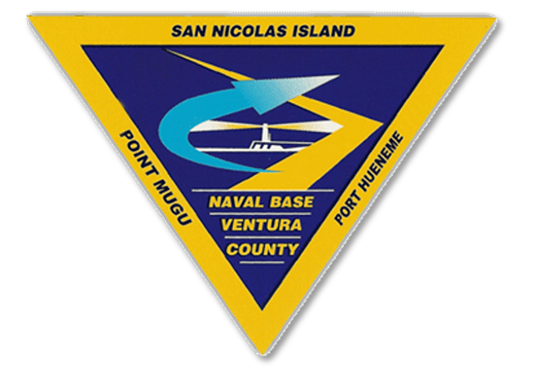 SAN NICOLAS ISLAND
POINT MUGU
PORT HUENEME
NAVAL BASE
VENTURA
COUNTY